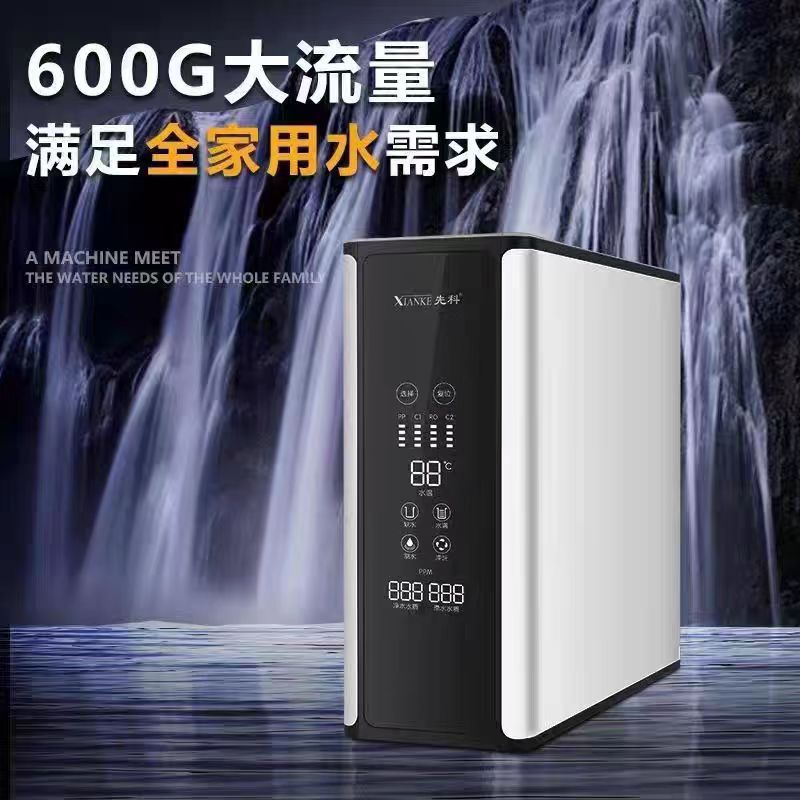 600G大流量
满足全家用水需求
A MACHINE MEET
THE WATER NEEDS OF THE WHOLE FAMILY
XIANKE先科®
选择 复位
PP C1 RO C2
88°C
水温
缺水 水满
制水 冲洗
PPM
888 888
净水水质 原水水质